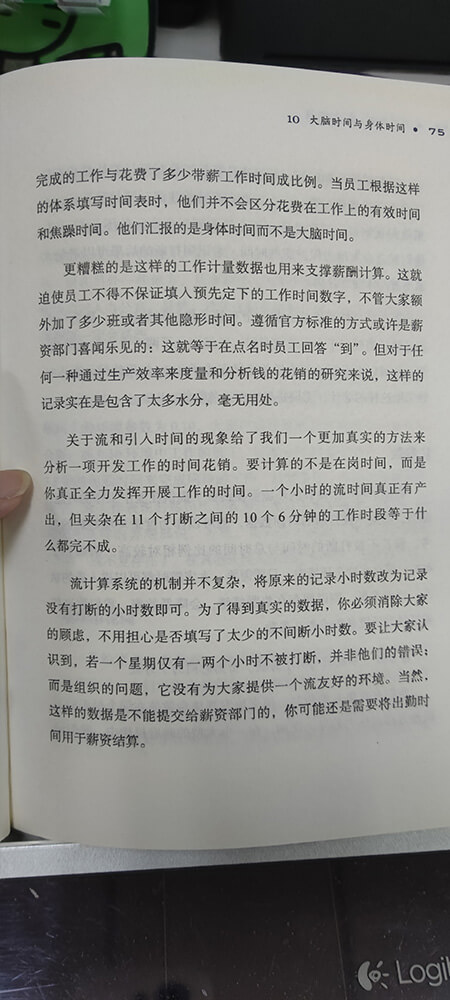 10 大脑时间与身体时间 • 75
完成的工作与花费了多少带薪工作时间成比例。当员工根据这样
的体系填写时间表时，他们并不会区分花费在工作上的有效时间
和焦躁时间。他们汇报的是身体时间而不是大脑时间。
更糟糕的是这样的工作计量数据也用来支撑薪酬计算。这就
迫使员工不得不保证填入预先定下的工作时间数字，不管大家额
外加了多少班或者其他隐形时间。遵循官方标准的方式或许是薪
资部门喜闻乐见的：这就等于在点名时员工回答“到”。但对于任
何一种通过生产效率来度量和分析钱的花销的研究来说，这样的
记录实在是包含了太多水分，毫无用处。
关于流和引入时间的现象给了我们一个更加真实的方法来
分析一项开发工作的时间花销。要计算的不是在岗时间，而是
你真正全力发挥开展工作的时间。一个小时的流时间真正有产
出，但夹杂在 11 个打断之间的 10 个 6 分钟的工作时段等于什
么都完不成。
流计算系统的机制并不复杂，将原来的记录小时数改为记录
没有打断的小时数即可。为了得到真实的数据，你必须消除大家
的顾虑，不用担心是否填写了太少的不间断小时数。要让大家认
识到，若一个星期仅有一两个小时不被打断，并非他们的错误；
而是组织的问题，它没有为大家提供一个流友好的环境。当然，
这样的数据是不能提交给薪资部门的，你可能还是需要将出勤时
间用于薪资结算。